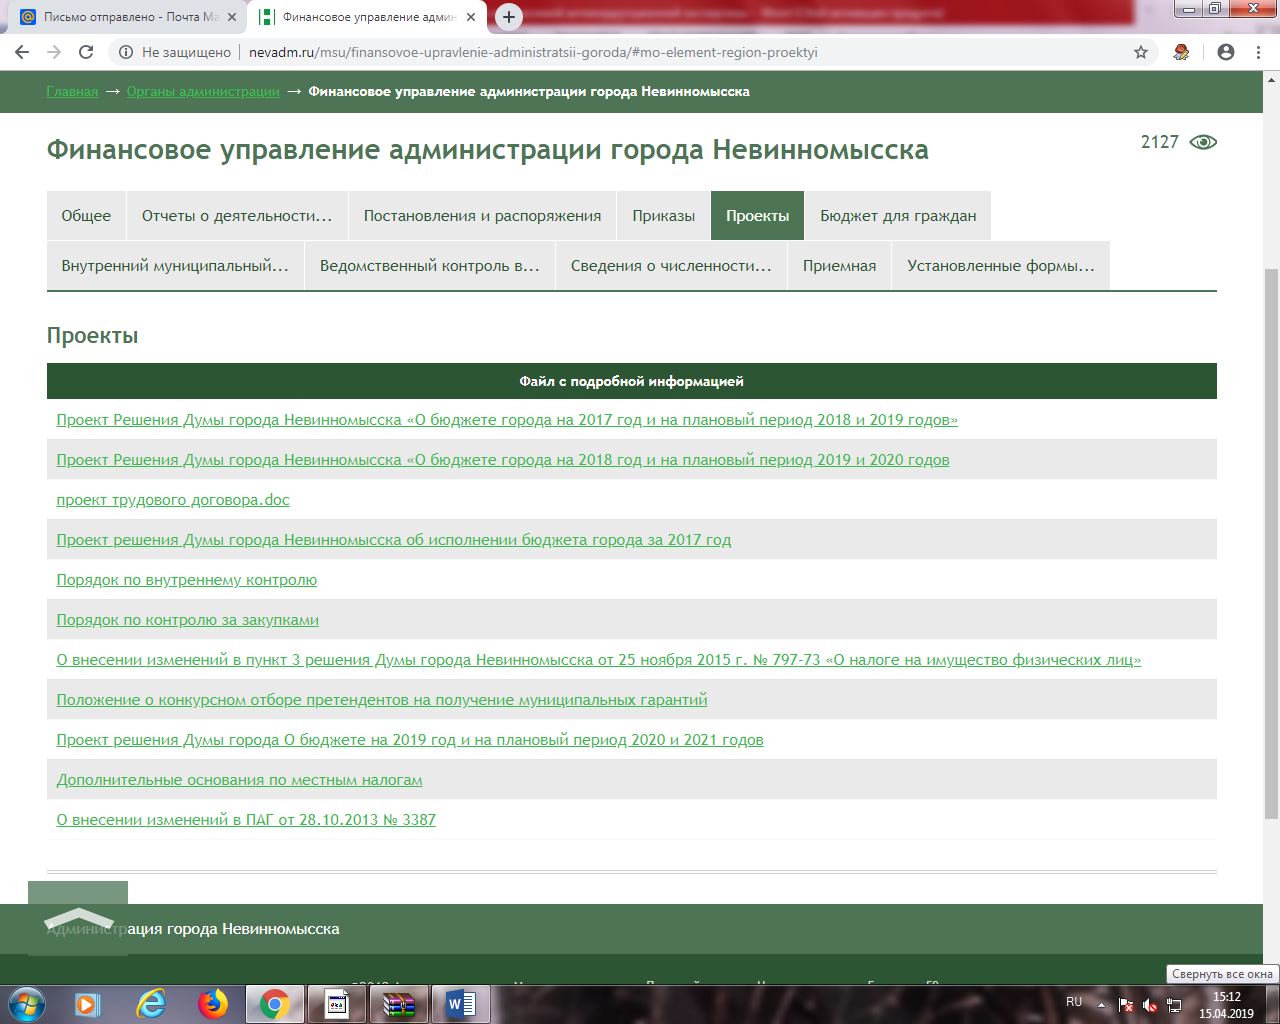 Письмо отправлено - Почта Ma
Финансовое управление админ
Не защищено
nevadm.ru/msu/finansovoe-upravlenie-administratsii-goroda/#mo-element-region-proektyi
Главная → Органы администрации → Финансовое управление администрации города Невинномысска
Финансовое управление администрации города Невинномысска
2127
Общее
Отчеты о деятельности...
Постановления и распоряжения
Приказы
Проекты
Бюджет для граждан
Внутренний муниципальный...
Ведомственный контроль в...
Сведения о численности...
Приемная
Установленные формы...
Проекты
Файл с подробной информацией
Проект Решения Думы города Невинномысска «О бюджете города на 2017 год и на плановый период 2018 и 2019 годов»
Проект Решения Думы города Невинномысска «О бюджете города на 2018 год и на плановый период 2019 и 2020 годов
проект трудового договора.doc
Проект решения Думы города Невинномысска об исполнении бюджета города за 2017 год
Порядок по внутреннему контролю
Порядок по контролю за закупками
О внесении изменений в пункт 3 решения Думы города Невинномысска от 25 ноября 2015 г. № 797-73 «О налоге на имущество физических лиц»
Положение о конкурсном отборе претендентов на получение муниципальных гарантий
Проект решения Думы города О бюджете на 2019 год и на плановый период 2020 и 2021 годов
Дополнительные основания по местным налогам
О внесении изменений в ПАГ от 28.10.2013 № 3387
Администрация города Невинномысска
Свернуть все окна
RU
15:12
15.04.2019